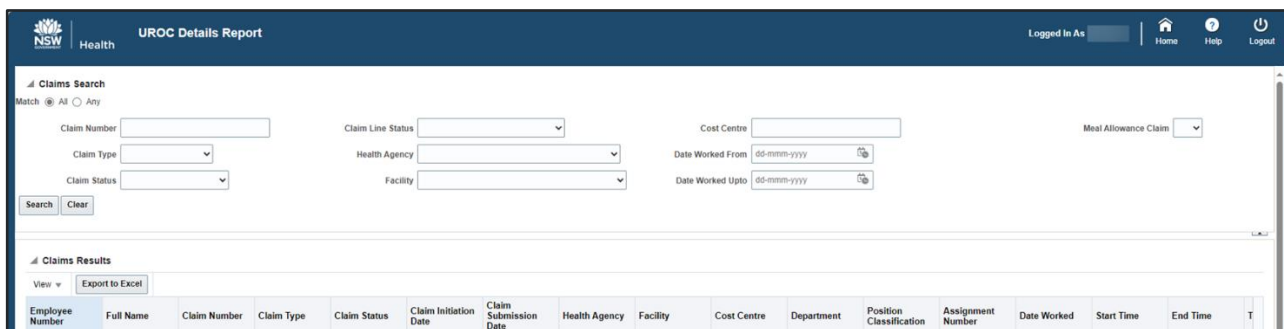 NSW GOVERNMENT Health UROC Details Report Logged In As Home Help Logout
Claims Search
Match All Any
Claim Number Claim Line Status Cost Centre Meal Allowance Claim
Claim Type Health Agency Date Worked From dd-mmm-yyyy
Claim Status Facility Date Worked Upto dd-mmm-yyyy
Search Clear
Claims Results
View Export to Excel
Employee Number Full Name Claim Number Claim Type Claim Status Claim Initiation Date Claim Submission Date Health Agency Facility Cost Centre Department Position Classification Assignment Number Date Worked Start Time End Time T